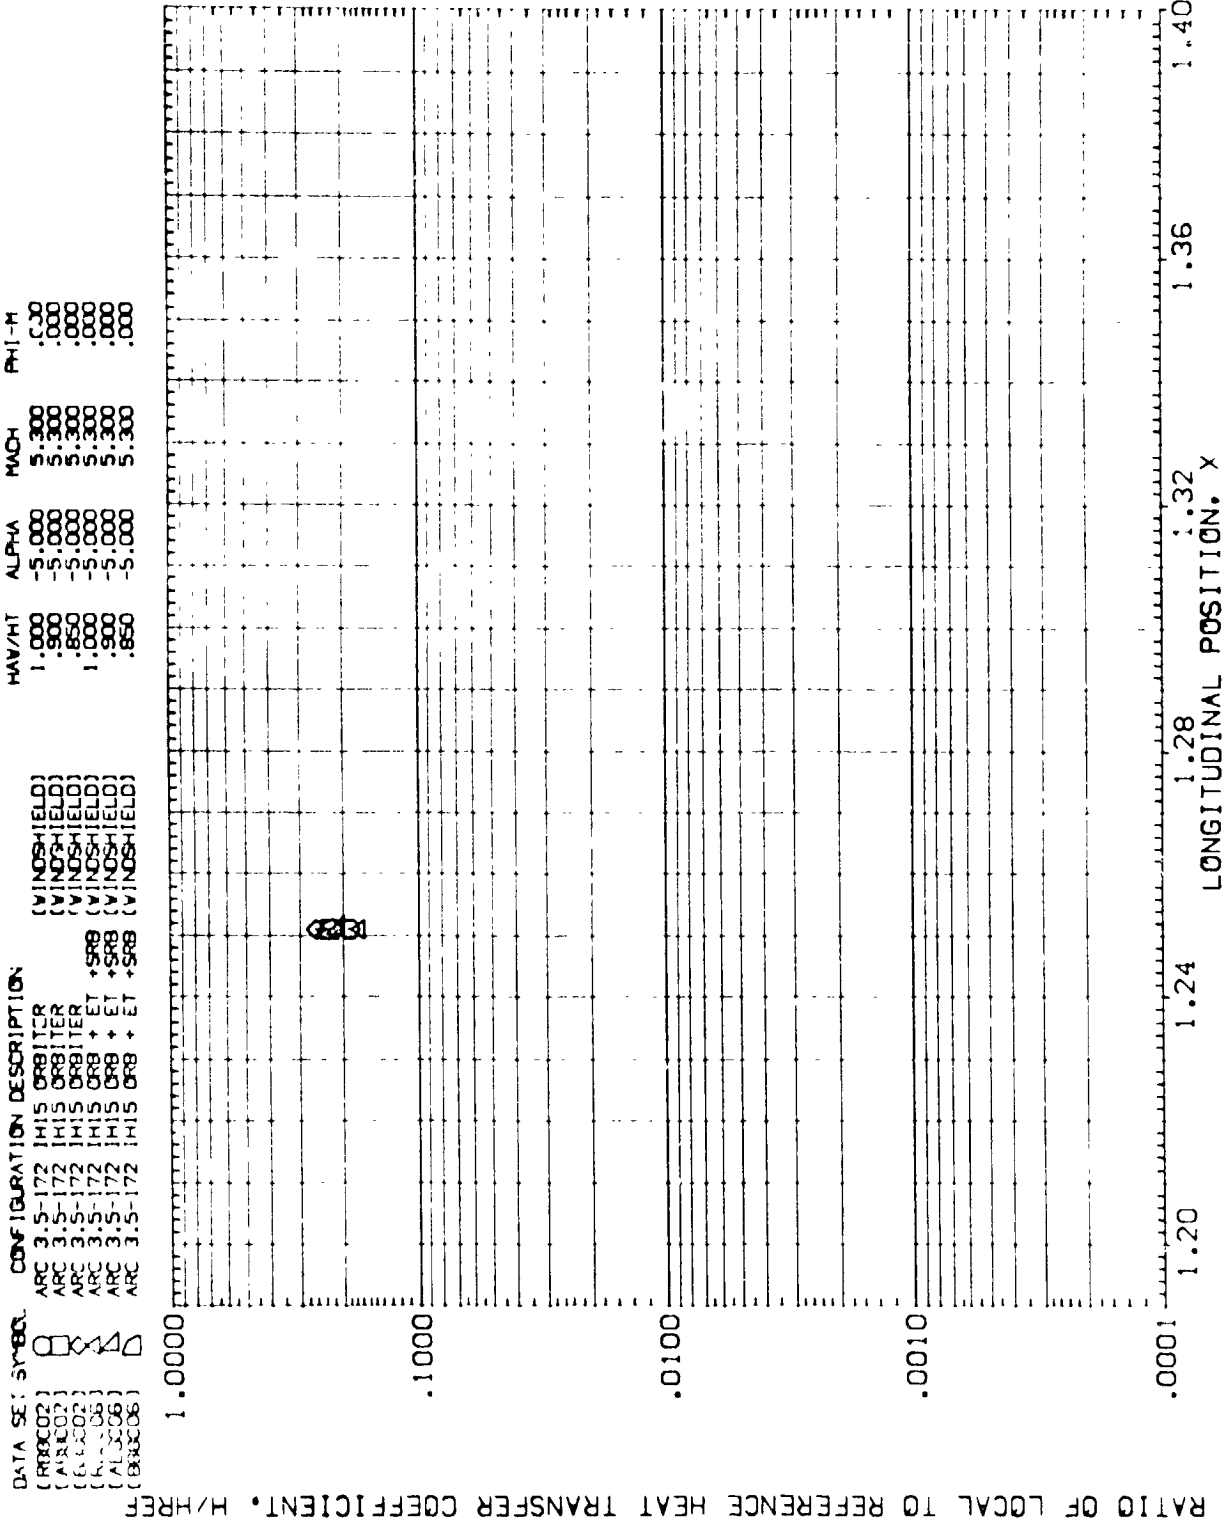 DATA SET SYMBOL CONFIGURATION DESCRIPTION HAW/HT ALPHA MACH PHI-M
ARC 3.5-172 IH15 ORBITER [WINDSHIELD] 1.000 -5.000 5.300
ARC 3.5-172 IH15 ORBITER [WINDSHIELD] .900 -5.000 5.300 .000
ARC 3.5-172 IH15 ORBITER [WINDSHIELD] .850 -5.000 5.300 .000
ARC 3.5-172 IH15 ORB + ET +SRB [WINDSHIELD] 1.000 -5.000 5.300 .000
ARC 3.5-172 IH15 ORB + ET +SRB [WINDSHIELD] .900 -5.000 5.300 .000
ARC 3.5-172 IH15 ORB + ET +SRB [WINDSHIELD] .850 -5.000 5.300 .000
RATIO OF LOCAL TO REFERENCE HEAT TRANSFER COEFFICIENT. H/HREF
1.0000
.1000
.0100
.0010
.0001
1.20 1.24 1.28 1.32 1.36 1.40
LONGITUDINAL POSITION. X